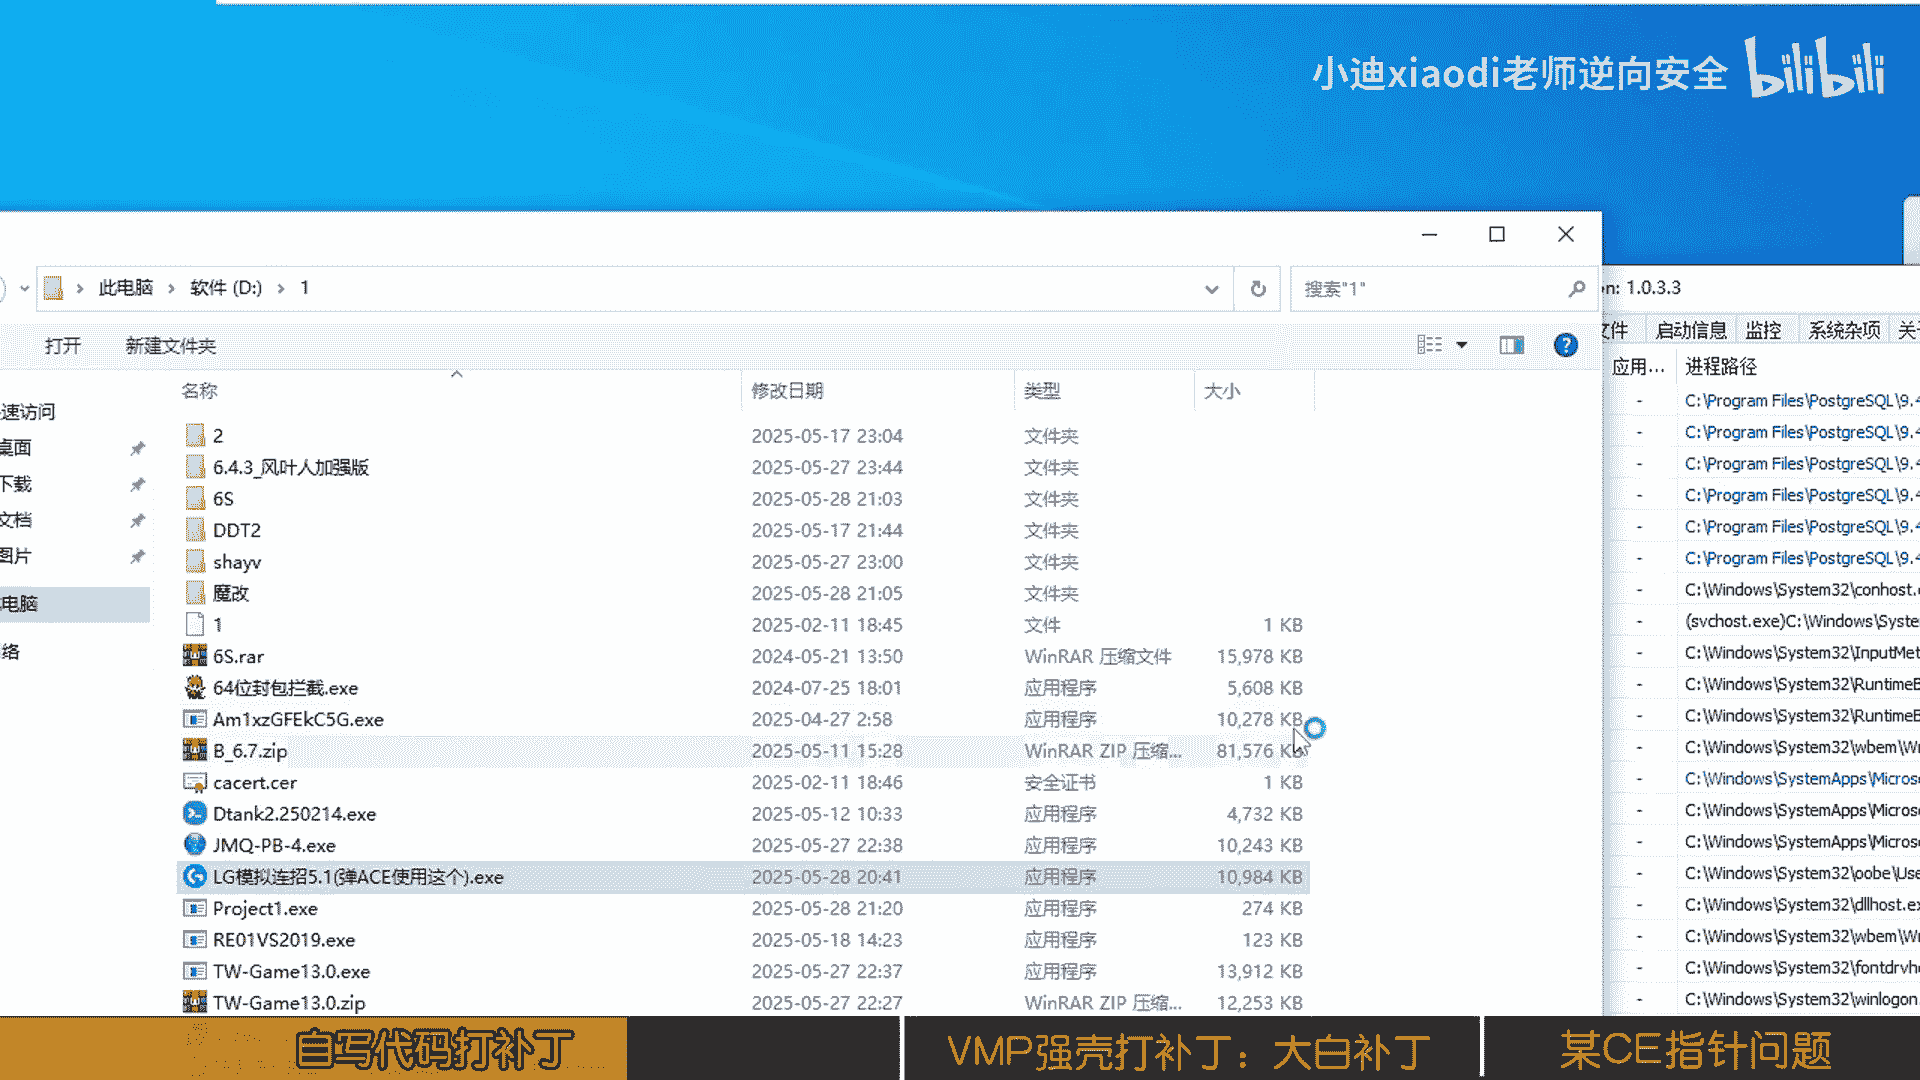 小迪xiaodi老师逆向安全 bilibili
此电脑 › 软件 (D:) › 1
搜索"1"
n: 1.0.3.3
打开
新建文件夹
文件
启动信息
监控
系统杂项
关于
名称
修改日期
类型
大小
应用...
进程路径
速访问
桌面
下载
文档
图片
电脑
络
2 2025-05-17 23:04 文件夹
6.4.3_风叶人加强版 2025-05-27 23:44 文件夹
6S 2025-05-28 21:03 文件夹
DDT2 2025-05-17 21:44 文件夹
shayv 2025-05-27 23:00 文件夹
魔改 2025-05-28 21:05 文件夹
1 2025-02-11 18:45 文件 1 KB
6S.rar 2024-05-21 13:50 WinRAR 压缩文件 15,978 KB
64位封包拦截.exe 2024-07-25 18:01 应用程序 5,608 KB
Am1xzGFEkC5G.exe 2025-04-27 2:58 应用程序 10,278 KB
B_6.7.zip 2025-05-11 15:28 WinRAR ZIP 压缩... 81,576 KB
cacert.cer 2025-02-11 18:46 安全证书 1 KB
Dtank2.250214.exe 2025-05-12 10:33 应用程序 4,732 KB
JMQ-PB-4.exe 2025-05-27 22:38 应用程序 10,243 KB
LG模拟连招5.1(弹ACE使用这个).exe 2025-05-28 20:41 应用程序 10,984 KB
Project1.exe 2025-05-28 21:20 应用程序 274 KB
RE01VS2019.exe 2025-05-18 14:23 应用程序 123 KB
TW-Game13.0.exe 2025-05-27 22:37 应用程序 13,912 KB
TW-Game13.0.zip 2025-05-27 22:27 WinRAR ZIP 压缩... 12,253 KB
- C:\Program Files\PostgreSQL\9.4
- C:\Program Files\PostgreSQL\9.4
- C:\Program Files\PostgreSQL\9.4
- C:\Program Files\PostgreSQL\9.4
- C:\Program Files\PostgreSQL\9.4
- C:\Program Files\PostgreSQL\9.4
- C:\Windows\System32\conhost.e
- (svchost.exe)C:\Windows\Syste
- C:\Windows\System32\InputMet
- C:\Windows\System32\RuntimeB
- C:\Windows\System32\RuntimeB
- C:\Windows\System32\wbem\W
- C:\Windows\SystemApps\Micros
- C:\Windows\SystemApps\Micros
- C:\Windows\SystemApps\Micros
- C:\Windows\System32\oobe\Use
- C:\Windows\System32\dllhost.ex
- C:\Windows\System32\wbem\W
- C:\Windows\System32\fontdrvh
- C:\Windows\System32\winlogon
自写代码打补丁
VMP强壳打补丁：大白补丁
某CE指针问题